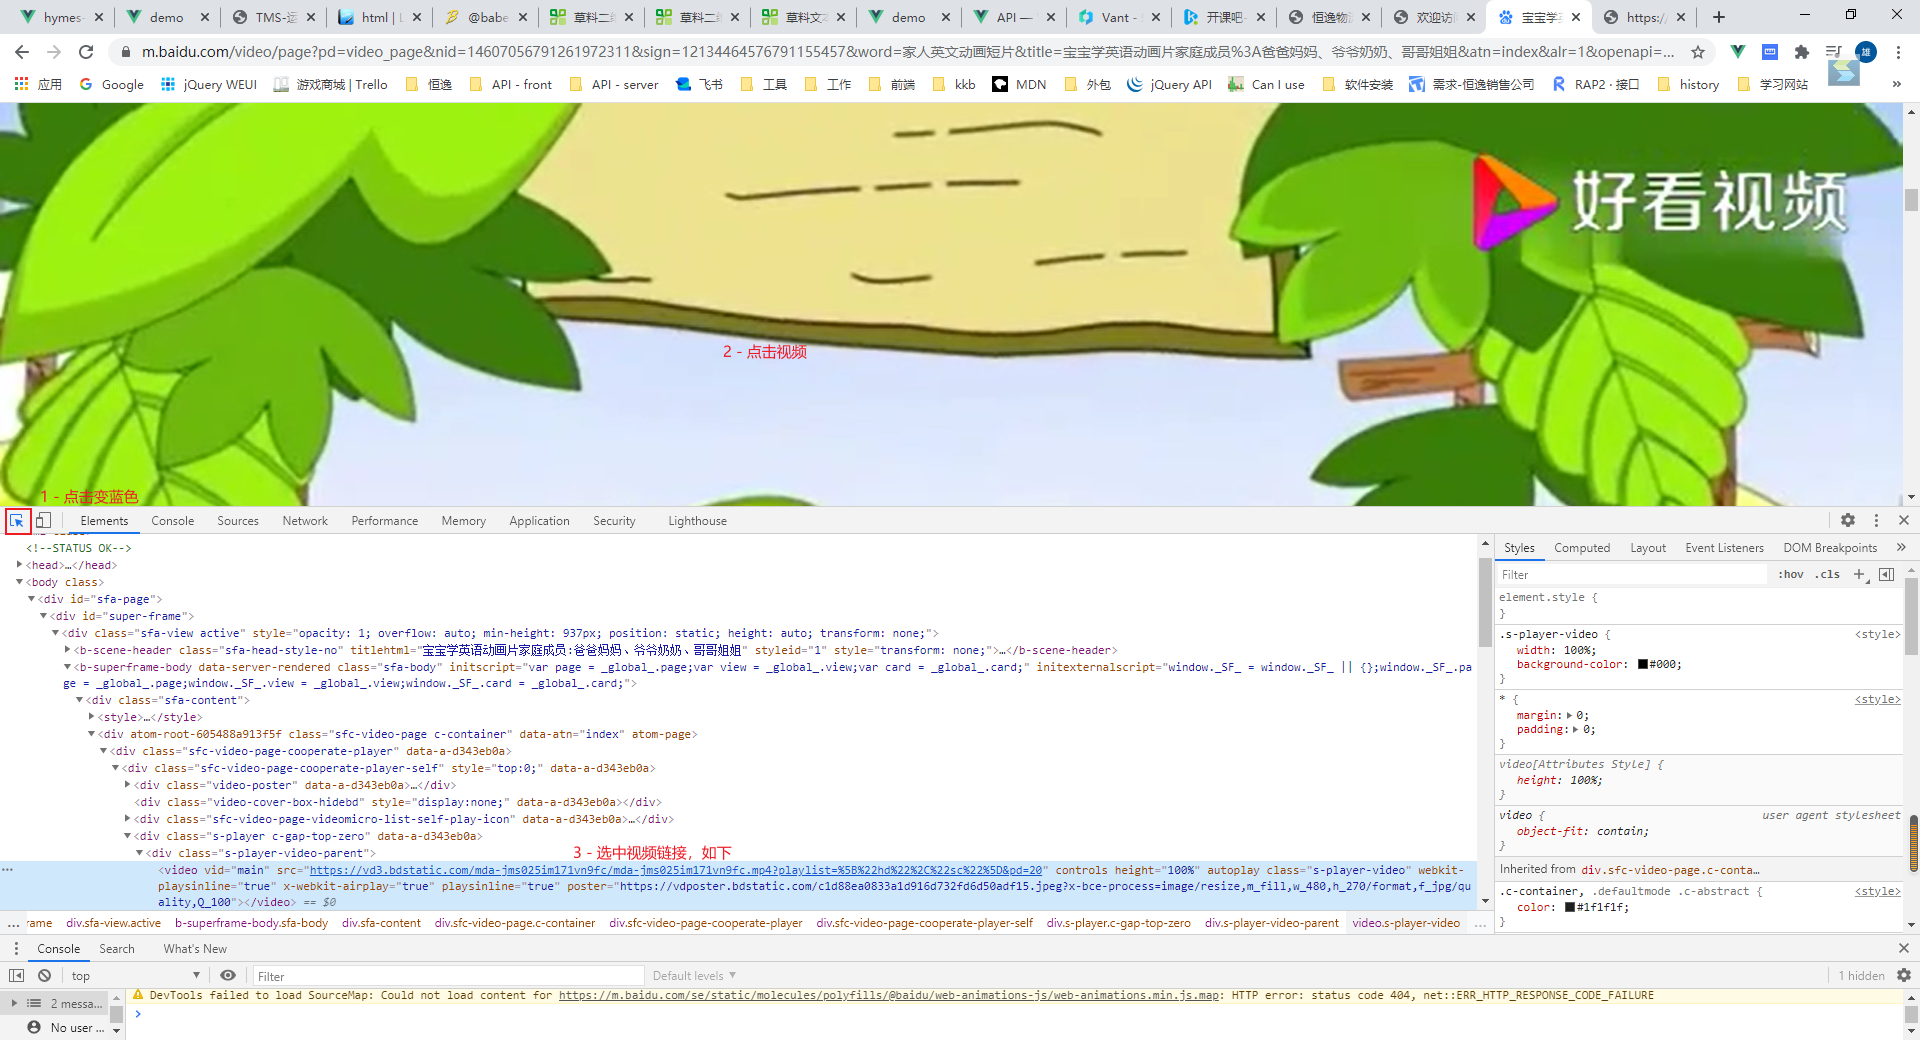 hymes-
demo
TMS-运
html | L
@babe
草料二维
草料二维
草料文本
demo
API —
Vant -
开课吧-
恒逸物流
欢迎访问
宝宝学英
https://
m.baidu.com/video/page?pd=video_page&nid=14607056791261972311&sign=12134464576791155457&word=家人英文动画短片&title=宝宝学英语动画片家庭成员%3A爸爸妈妈、爷爷奶奶、哥哥姐姐&atn=index&alr=1&openapi=...
雄
应用
Google
jQuery WEUI
游戏商城 | Trello
恒逸
API - front
API - server
飞书
工具
工作
前端
kkb
MDN
外包
jQuery API
Can I use
软件安装
需求-恒逸销售公司
RAP2 · 接口
history
学习网站
»
好看视频
2 - 点击视频
1 - 点击变蓝色
Elements Console Sources Network Performance Memory Application Security Lighthouse
<!--STATUS OK-->
<head>…</head>
<body class>
<div id="sfa-page">
<div id="super-frame">
<div class="sfa-view active" style="opacity: 1; overflow: auto; min-height: 937px; position: static; height: auto; transform: none;">
<b-scene-header class="sfa-head-style-no" titlehtml="宝宝学英语动画片家庭成员:爸爸妈妈、爷爷奶奶、哥哥姐姐" styleid="1" style="transform: none;">…</b-scene-header>
<b-superframe-body data-server-rendered class="sfa-body" initscript="var page = _global_.page;var view = _global_.view;var card = _global_.card;" initexternalscript="window._SF_ = window._SF_ || {};window._SF_.pa
ge = _global_.page;window._SF_.view = _global_.view;window._SF_.card = _global_.card;">
<div class="sfa-content">
<style>…</style>
<div atom-root-605488a913f5f class="sfc-video-page c-container" data-atn="index" atom-page>
<div class="sfc-video-page-cooperate-player" data-a-d343eb0a>
<div class="sfc-video-page-cooperate-player-self" style="top:0;" data-a-d343eb0a>
<div class="video-poster" data-a-d343eb0a>…</div>
<div class="video-cover-box-hidebd" style="display:none;" data-a-d343eb0a></div>
<div class="sfc-video-page-videomicro-list-self-play-icon" data-a-d343eb0a>…</div>
<div class="s-player c-gap-top-zero" data-a-d343eb0a>
<div class="s-player-video-parent">
3 - 选中视频链接，如下
<video vid="main" src="https://vd3.bdstatic.com/mda-jms025im171vn9fc/mda-jms025im171vn9fc.mp4?playlist=%5B%22hd%22%2C%22sc%22%5D&pd=20" controls height="100%" autoplay class="s-player-video" webkit-
playsinline="true" x-webkit-airplay="true" playsinline="true" poster="https://vdposter.bdstatic.com/c1d88ea0833a1d916d732fd6d50adf15.jpeg?x-bce-process=image/resize,m_fill,w_480,h_270/format,f_jpg/qu
ality,Q_100"></video> == $0
… rame div.sfa-view.active b-superframe-body.sfa-body div.sfa-content div.sfc-video-page.c-container div.sfc-video-page-cooperate-player div.sfc-video-page-cooperate-player-self div.s-player.c-gap-top-zero div.s-player-video-parent video.s-player-video …
Styles Computed Layout Event Listeners DOM Breakpoints »
Filter :hov .cls +
element.style {
}
.s-player-video { <style>
width: 100%;
background-color: #000;
}
* { <style>
margin: 0;
padding: 0;
}
video[Attributes Style] {
height: 100%;
}
video { user agent stylesheet
object-fit: contain;
}
Inherited from div.sfc-video-page.c-conta…
.c-container, .defaultmode .c-abstract { <style>
color: #1f1f1f;
}
Console Search What's New
top Filter Default levels 1 hidden
2 messa...
No user ...
DevTools failed to load SourceMap: Could not load content for https://m.baidu.com/se/static/molecules/polyfills/@baidu/web-animations-js/web-animations.min.js.map: HTTP error: status code 404, net::ERR_HTTP_RESPONSE_CODE_FAILURE